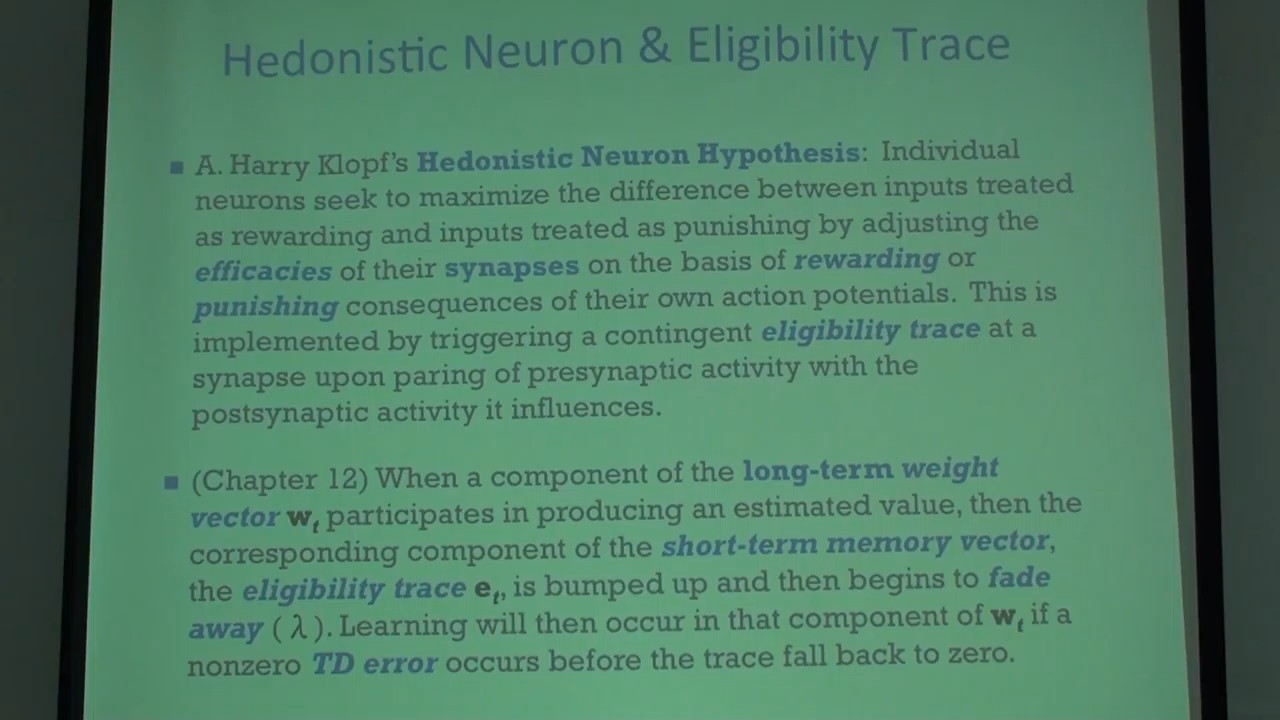 Hedonistic Neuron & Eligibility Trace
■ A. Harry Klopf's Hedonistic Neuron Hypothesis: Individual
neurons seek to maximize the difference between inputs treated
as rewarding and inputs treated as punishing by adjusting the
efficacies of their synapses on the basis of rewarding or
punishing consequences of their own action potentials. This is
implemented by triggering a contingent eligibility trace at a
synapse upon paring of presynaptic activity with the
postsynaptic activity it influences.
■ (Chapter 12) When a component of the long-term weight
vector wt participates in producing an estimated value, then the
corresponding component of the short-term memory vector,
the eligibility trace et, is bumped up and then begins to fade
away ( λ ). Learning will then occur in that component of wt if a
nonzero TD error occurs before the trace fall back to zero.